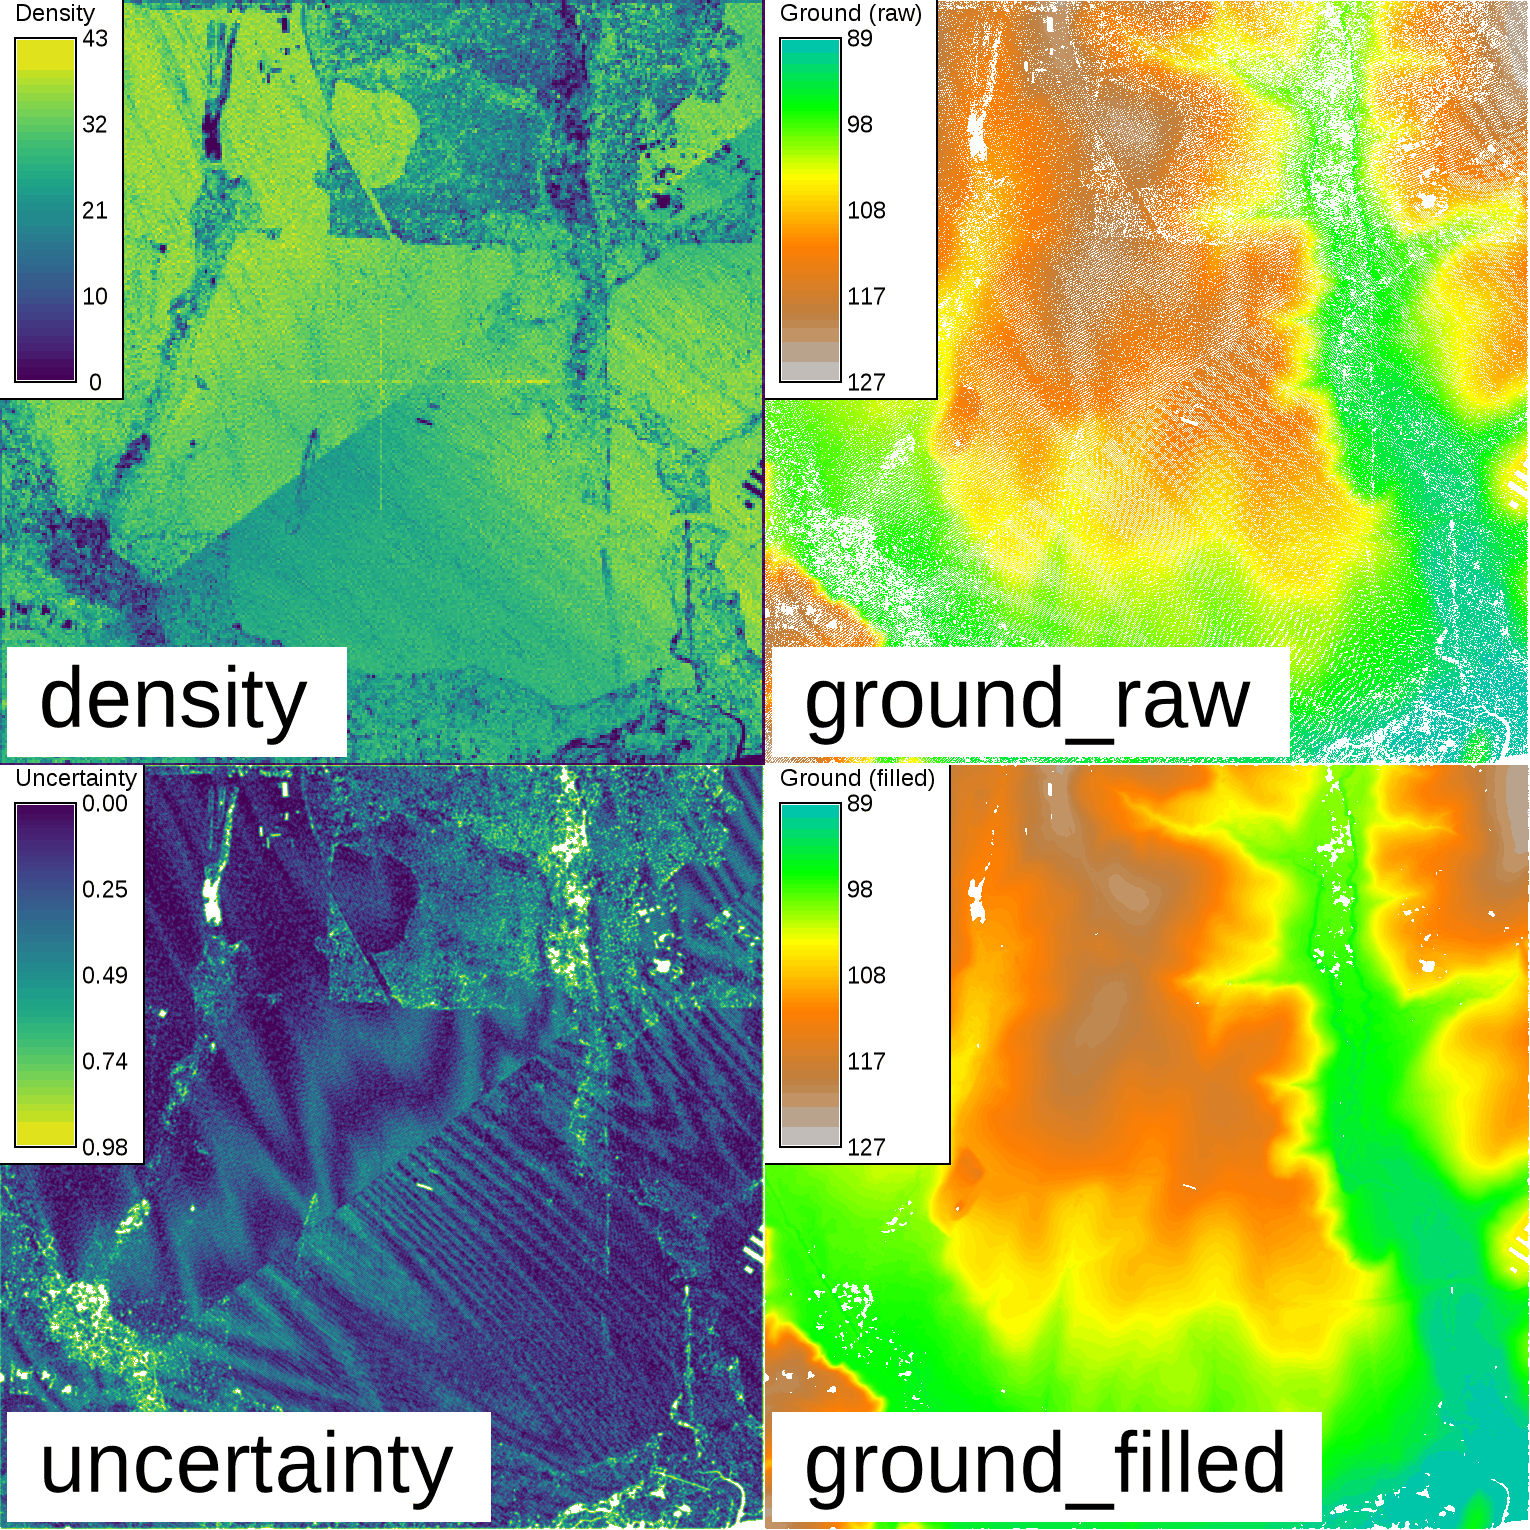 Density
43
32
21
10
0
density
Ground (raw)
89
98
108
117
127
ground_raw
Uncertainty
0.00
0.25
0.49
0.74
0.98
uncertainty
Ground (filled)
89
98
108
117
127
ground_filled